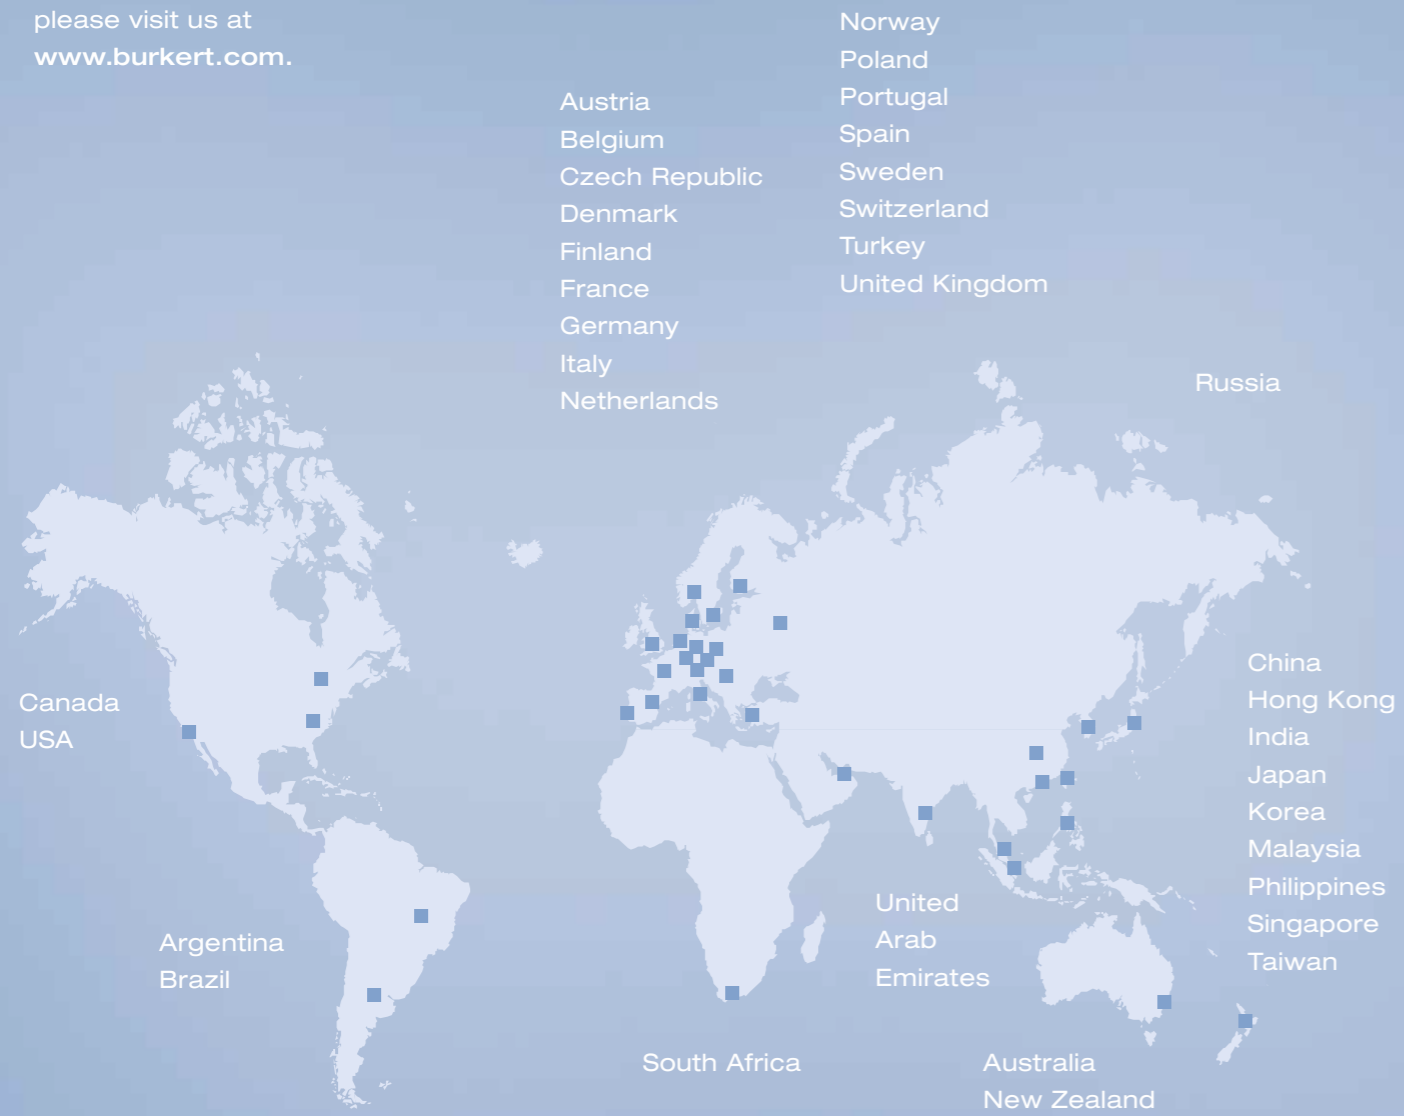 please visit us at
www.burkert.com.
Austria
Belgium
Czech Republic
Denmark
Finland
France
Germany
Italy
Netherlands
Norway
Poland
Portugal
Spain
Sweden
Switzerland
Turkey
United Kingdom
Russia
Canada
USA
Argentina
Brazil
South Africa
United
Arab
Emirates
China
Hong Kong
India
Japan
Korea
Malaysia
Philippines
Singapore
Taiwan
Australia
New Zealand